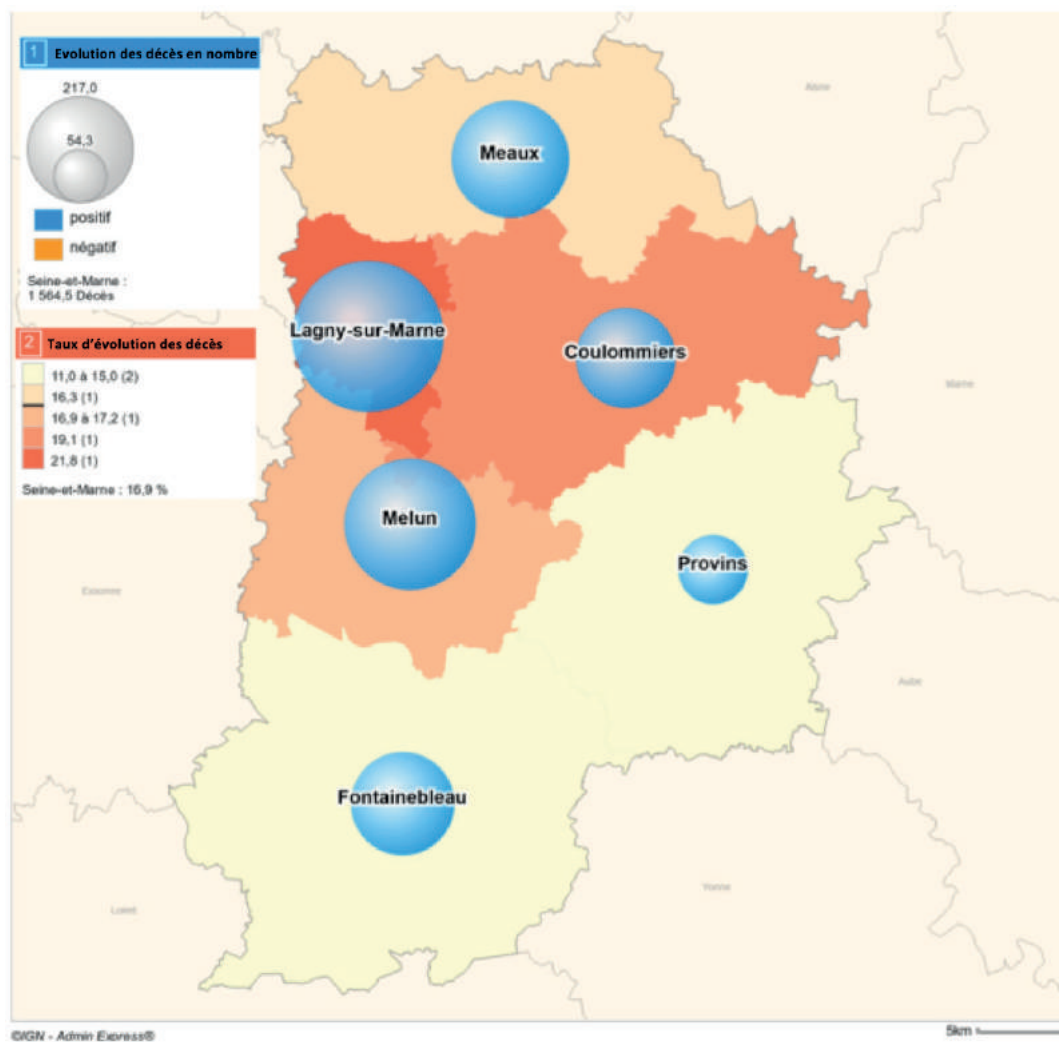 1 Evolution des décès en nombre
217,0
54,3
positif
négatif
Seine-et-Marne :
1 564,5 Décès
2 Taux d'évolution des décès
11,0 à 15,0 (2)
16,3 (1)
16,9 à 17,2 (1)
19,1 (1)
21,8 (1)
Seine-et-Marne : 16,9 %
Aisne
Meaux
Lagny-sur-Marne
Coulommiers
Marne
Melun
Provins
Essonne
Aube
Fontainebleau
Yonne
Loiret
©IGN - Admin Express®
5km